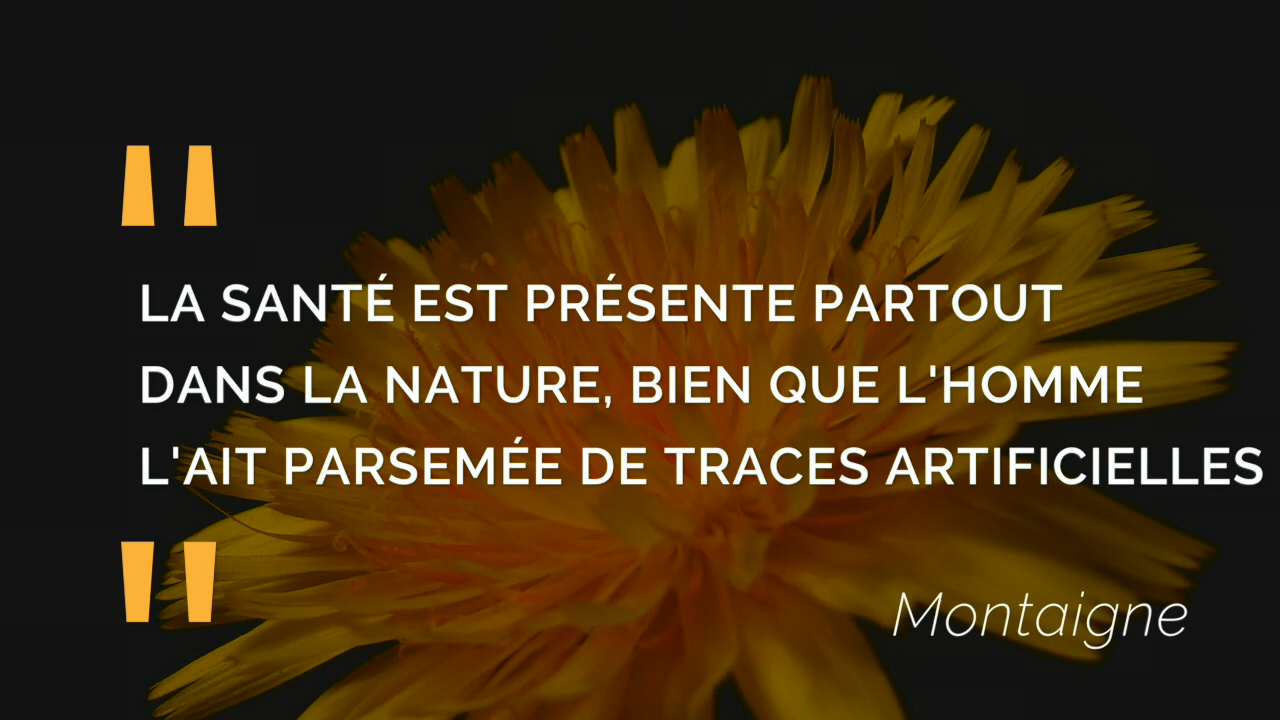 "
LA SANTÉ EST PRÉSENTE PARTOUT
DANS LA NATURE, BIEN QUE L'HOMME
L'AIT PARSEMÉE DE TRACES ARTIFICIELLES
"
Montaigne